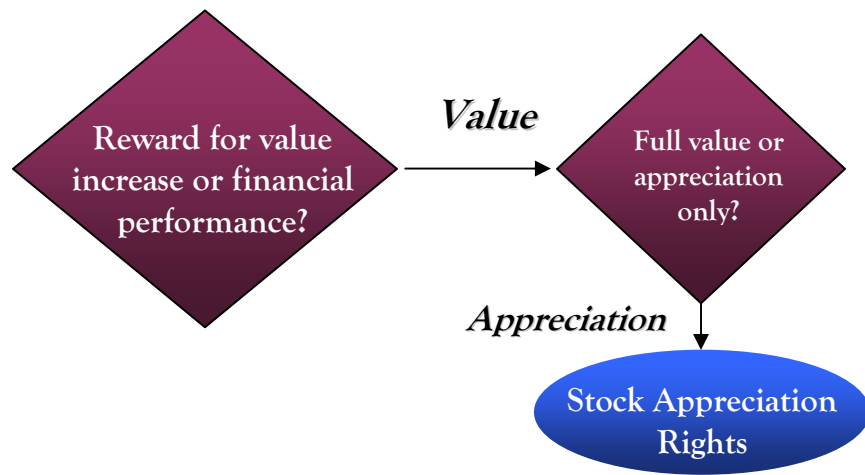 Reward for value
increase or financial
performance?
Value
Full value or
appreciation
only?
Appreciation
Stock Appreciation
Rights